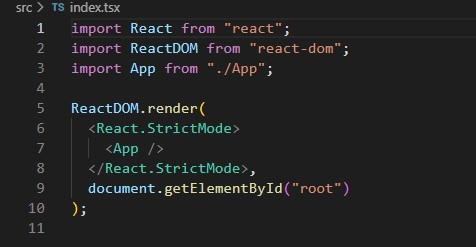 src > TS index.tsx
1 import React from "react";
2 import ReactDOM from "react-dom";
3 import App from "./App";
4
5 ReactDOM.render(
6   <React.StrictMode>
7     <App />
8   </React.StrictMode>,
9   document.getElementById("root")
10 );
11